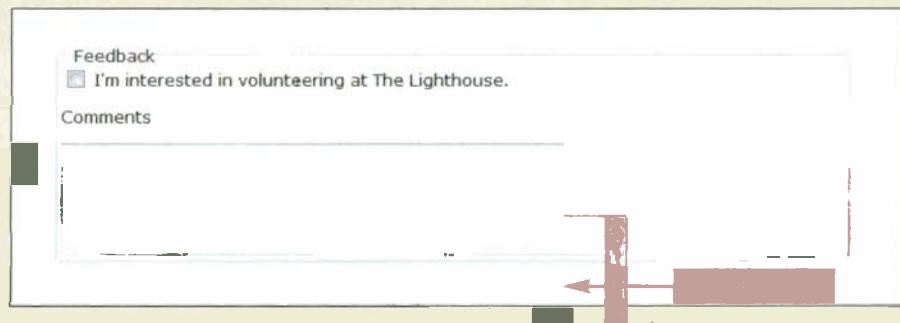 Feedback
I'm interested in volunteering at The Lighthouse.
Comments